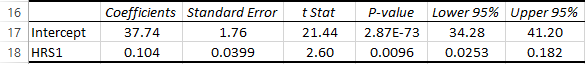 16 Coefficients Standard Error t Stat P-value Lower 95% Upper 95%
17 Intercept 37.74 1.76 21.44 2.87E-73 34.28 41.20
18 HRS1 0.104 0.0399 2.60 0.0096 0.0253 0.182